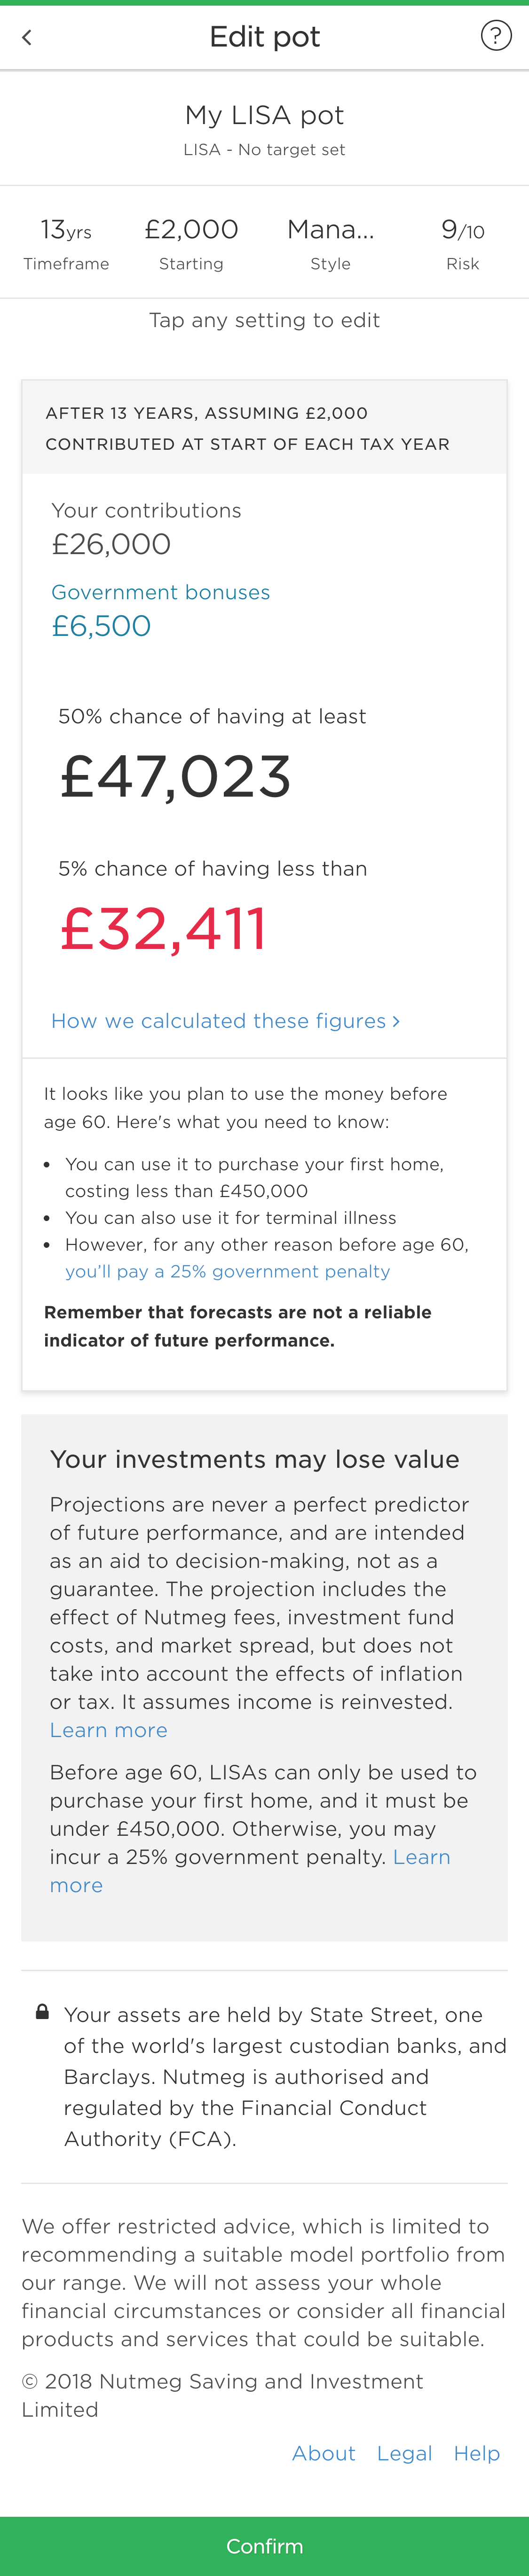 Edit pot
?
My LISA pot
LISA - No target set
13yrs £2,000 Mana... 9/10
Timeframe Starting Style Risk
Tap any setting to edit
AFTER 13 YEARS, ASSUMING £2,000
CONTRIBUTED AT START OF EACH TAX YEAR
Your contributions
£26,000
Government bonuses
£6,500
50% chance of having at least
£47,023
5% chance of having less than
£32,411
How we calculated these figures >
It looks like you plan to use the money before
age 60. Here's what you need to know:
• You can use it to purchase your first home,
costing less than £450,000
• You can also use it for terminal illness
• However, for any other reason before age 60,
you'll pay a 25% government penalty
Remember that forecasts are not a reliable
indicator of future performance.
Your investments may lose value
Projections are never a perfect predictor
of future performance, and are intended
as an aid to decision-making, not as a
guarantee. The projection includes the
effect of Nutmeg fees, investment fund
costs, and market spread, but does not
take into account the effects of inflation
or tax. It assumes income is reinvested.
Learn more
Before age 60, LISAs can only be used to
purchase your first home, and it must be
under £450,000. Otherwise, you may
incur a 25% government penalty. Learn
more
Your assets are held by State Street, one
of the world's largest custodian banks, and
Barclays. Nutmeg is authorised and
regulated by the Financial Conduct
Authority (FCA).
We offer restricted advice, which is limited to
recommending a suitable model portfolio from
our range. We will not assess your whole
financial circumstances or consider all financial
products and services that could be suitable.
© 2018 Nutmeg Saving and Investment
Limited
About Legal Help
Confirm